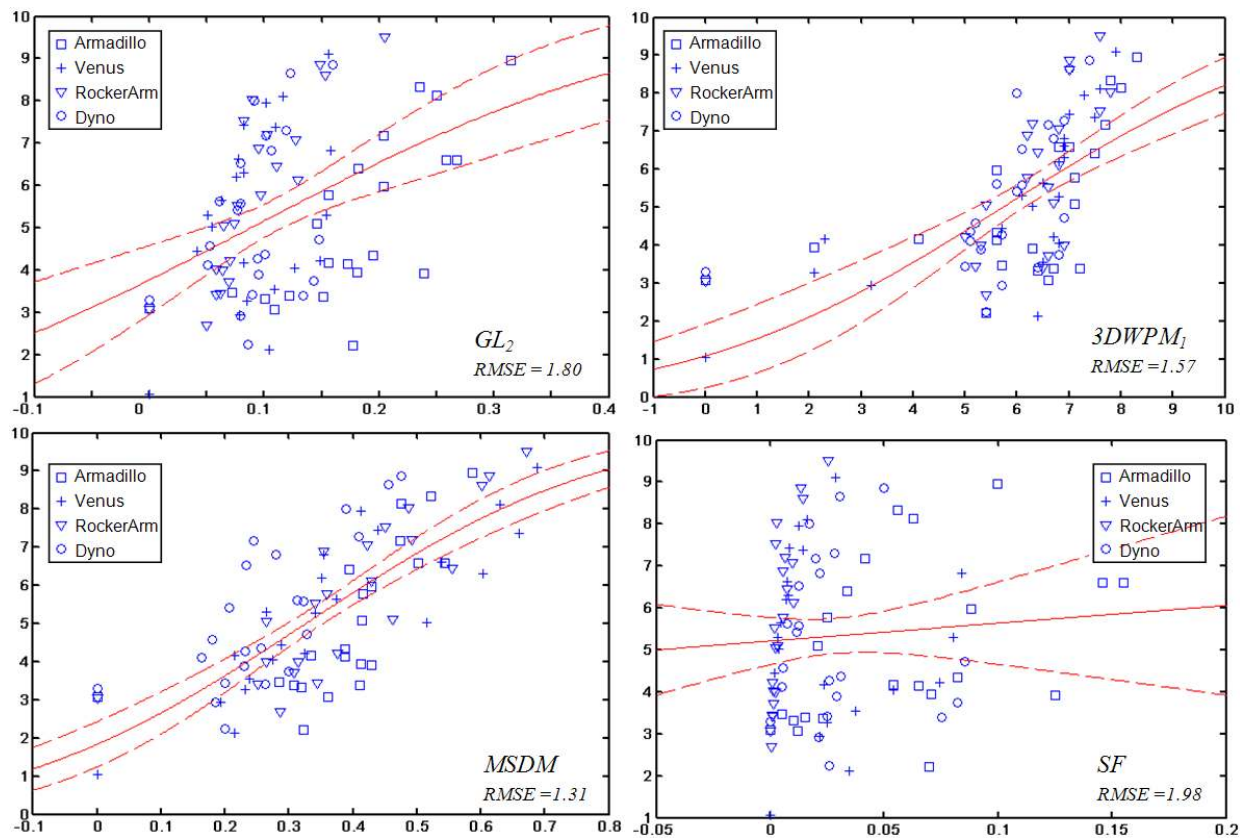 10
9
8
7
6
5
4
3
2
1
-0.1 0 0.1 0.2 0.3 0.4
Armadillo
Venus
RockerArm
Dyno
GL2
RMSE = 1.80
10
9
8
7
6
5
4
3
2
1
0
-1 0 1 2 3 4 5 6 7 8 9 10
Armadillo
Venus
RockerArm
Dyno
3DWPM1
RMSE = 1.57
10
9
8
7
6
5
4
3
2
1
0
-0.1 0 0.1 0.2 0.3 0.4 0.5 0.6 0.7 0.8
Armadillo
Venus
RockerArm
Dyno
MSDM
RMSE=1.31
10
9
8
7
6
5
4
3
2
1
-0.05 0 0.05 0.1 0.15 0.2
Armadillo
Venus
RockerArm
Dyno
SF
RMSE=1.98